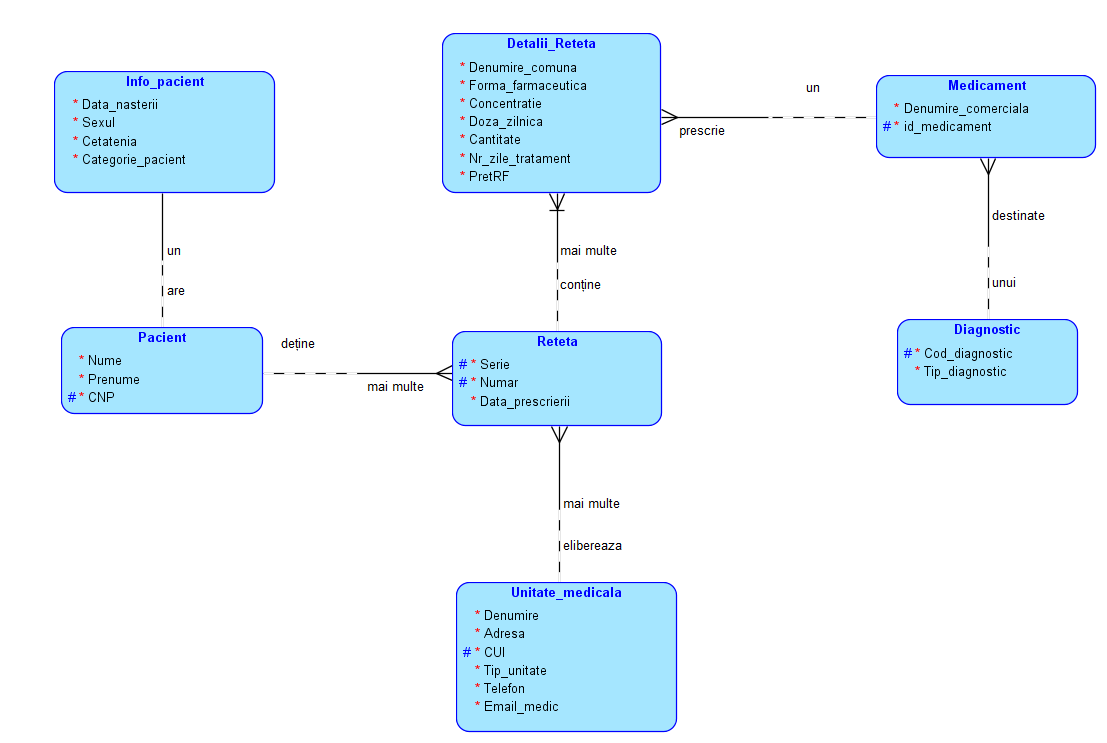 Info_pacient
* Data_nasterii
* Sexul
* Cetatenia
* Categorie_pacient
un
are
Pacient
* Nume
* Prenume
# * CNP
deține
mai multe
Detalii_Reteta
* Denumire_comuna
* Forma_farmaceutica
* Concentratie
* Doza_zilnica
* Cantitate
* Nr_zile_tratament
* PretRF
un
prescrie
Medicament
* Denumire_comerciala
# * id_medicament
destinate
unui
Diagnostic
# * Cod_diagnostic
* Tip_diagnostic
mai multe
conține
Reteta
# * Serie
# * Numar
* Data_prescrierii
mai multe
elibereaza
Unitate_medicala
* Denumire
* Adresa
# * CUI
* Tip_unitate
* Telefon
* Email_medic